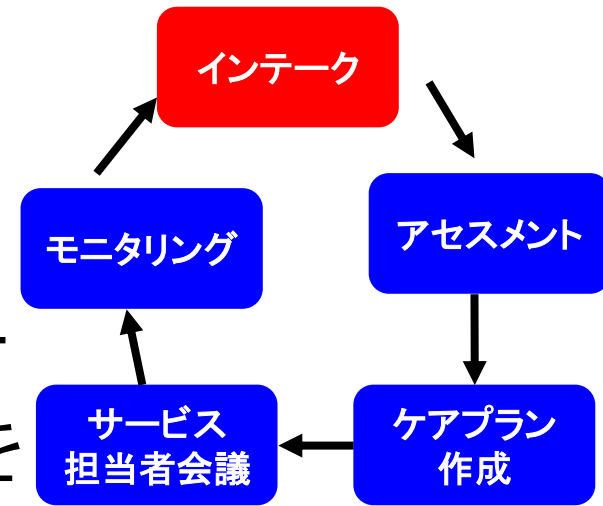 インテーク
アセスメント
ケアプラン
作成
サービス
担当者会議
モニタリング